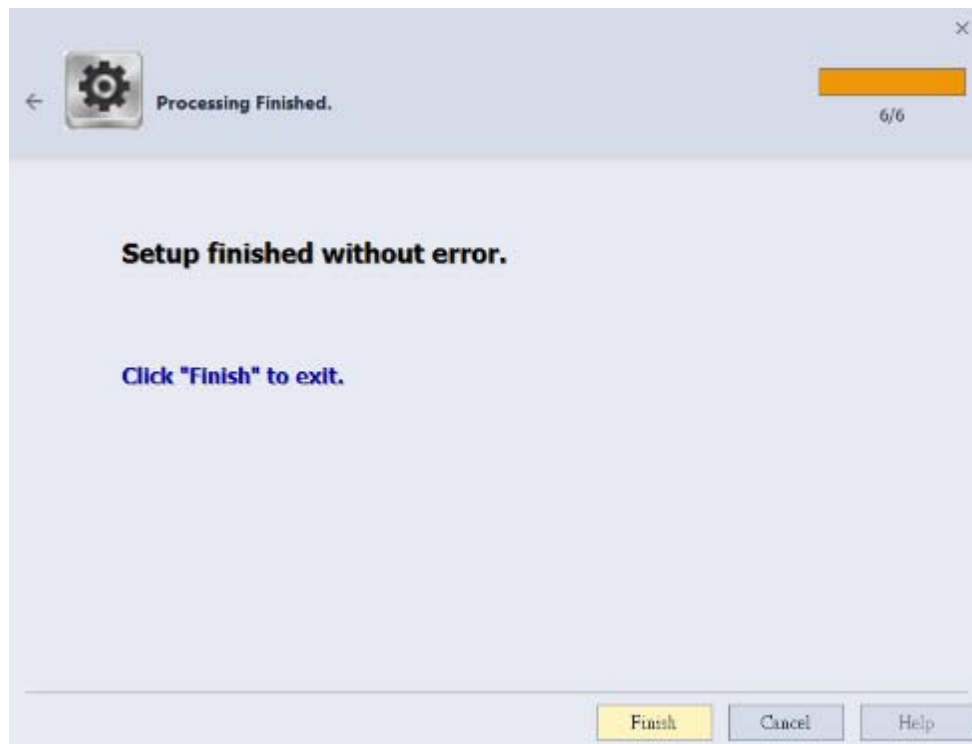 Processing Finished.
6/6
Setup finished without error.
Click "Finish" to exit.
Finish
Cancel
Help